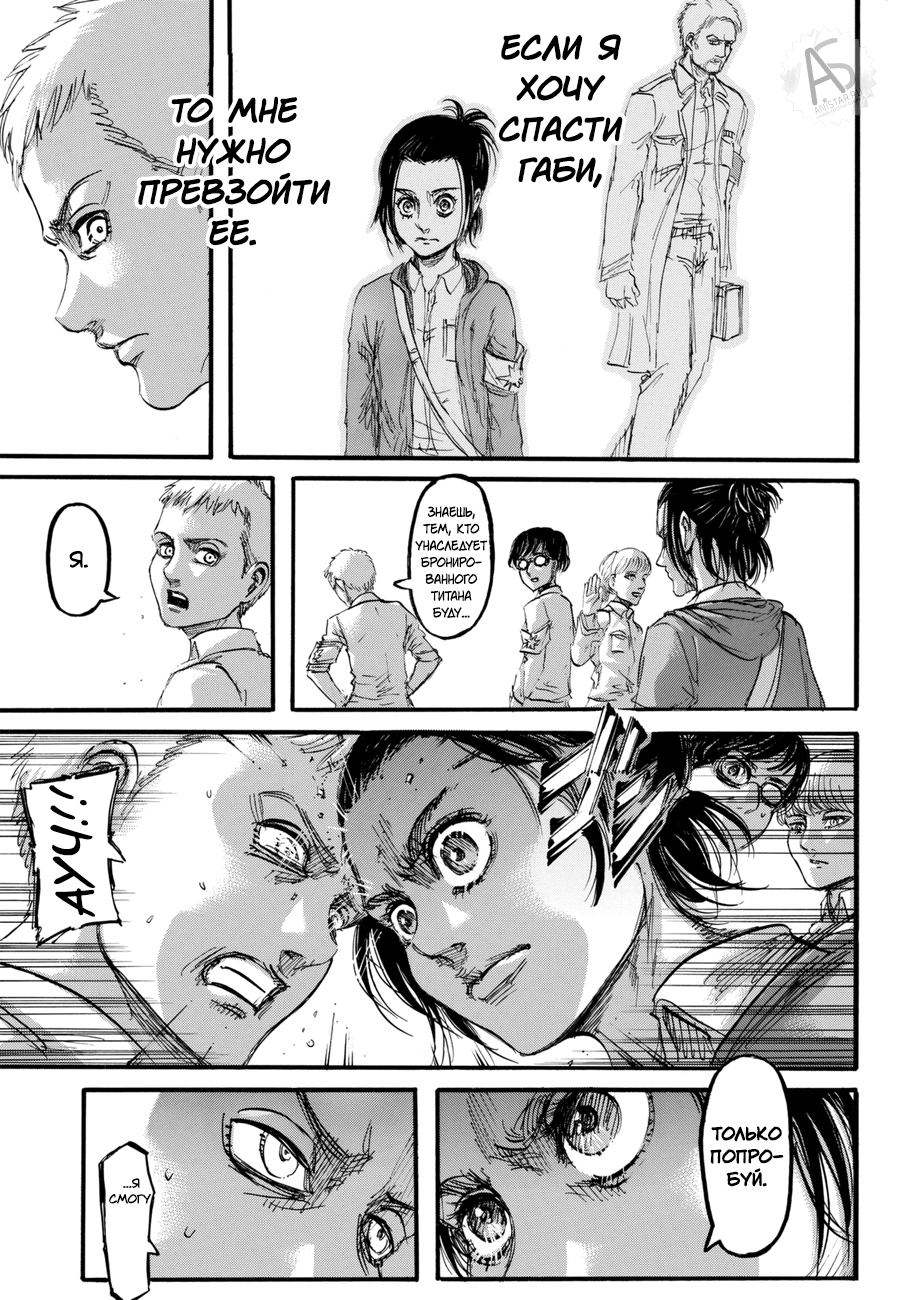 ЕСЛИ Я
ХОЧУ
СПАСТИ
ГАБИ,
ТО МНЕ
НУЖНО
ПРЕВЗОЙТИ
ЕЕ.
ЗНАЕШЬ,
ТЕМ, КТО
УНАСЛЕДУЕТ
БРОНИРО-
ВАННОГО
ТИТАНА
БУДУ...
Я.
АУЧ!!
ТОЛЬКО
ПОПРО-
БУЙ.
...Я
СМОГУ